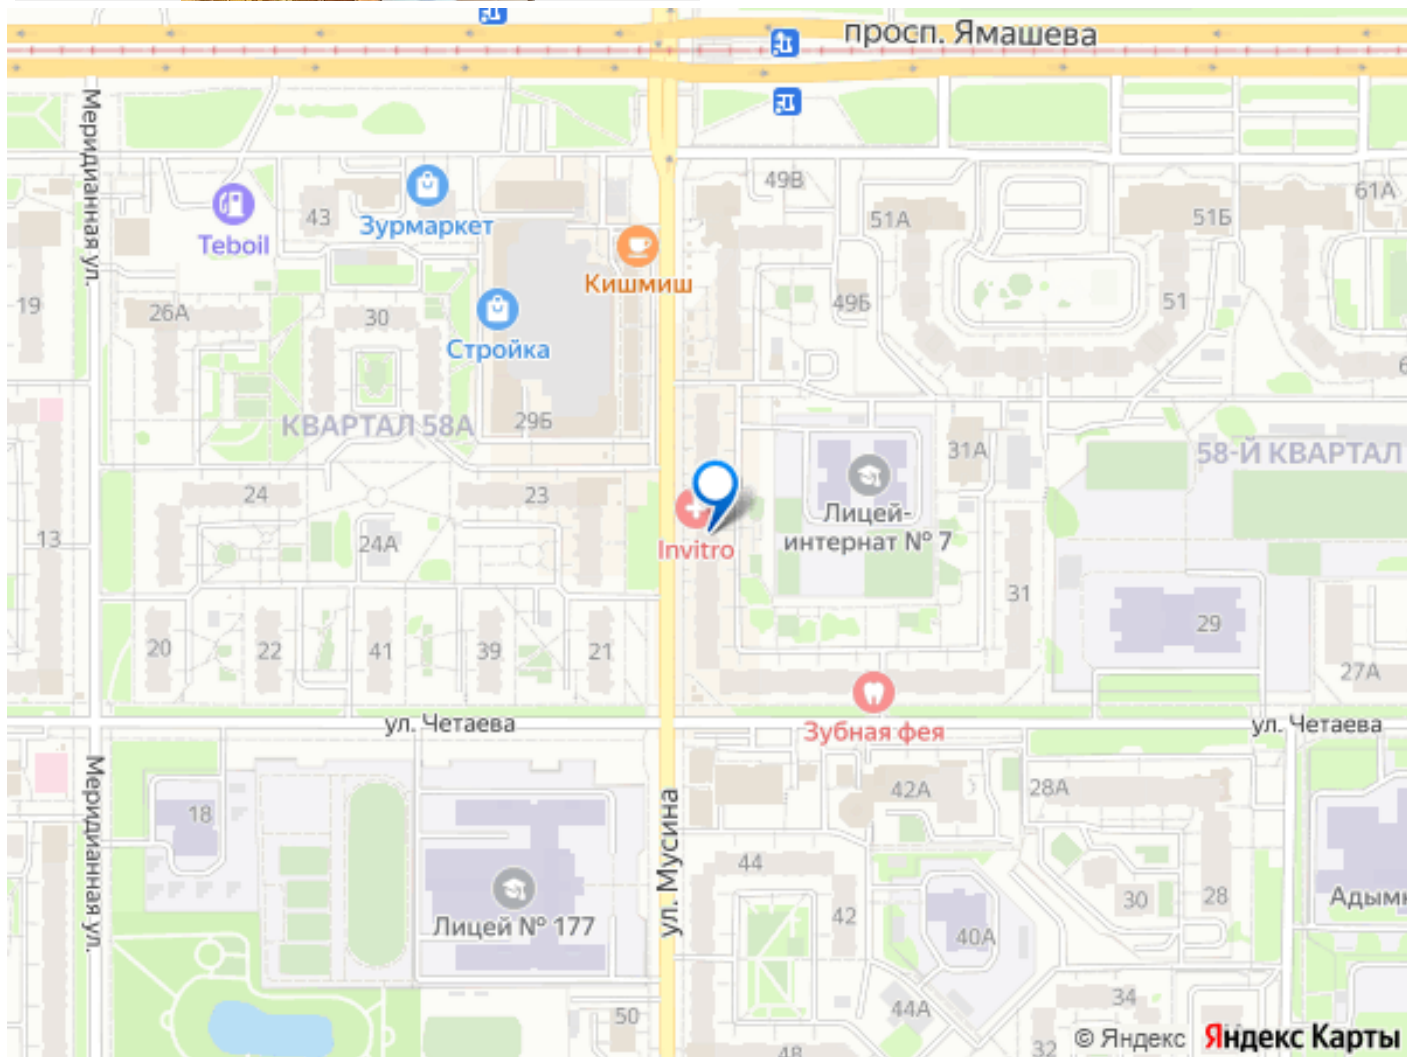 просп. Ямашева
Меридианная ул.
49В
61А
43
Зурмаркет
51А
51Б
Teboil
Кишмиш
19
26А
30
49Б
51
Стройка
29Б
КВАРТАЛ 58А
31А
58-Й КВАРТАЛ
24
23
Лицей-
интернат № 7
13
24А
Invitro
31
20
22
41
39
21
29
27А
ул. Четаева
Зубная фея
ул. Четаева
Меридианная ул.
18
42А
28А
ул. Мусина
44
Лицей № 177
42
30
28
40А
44А
34
50
32
48
© Яндекс
Яндекс Карты